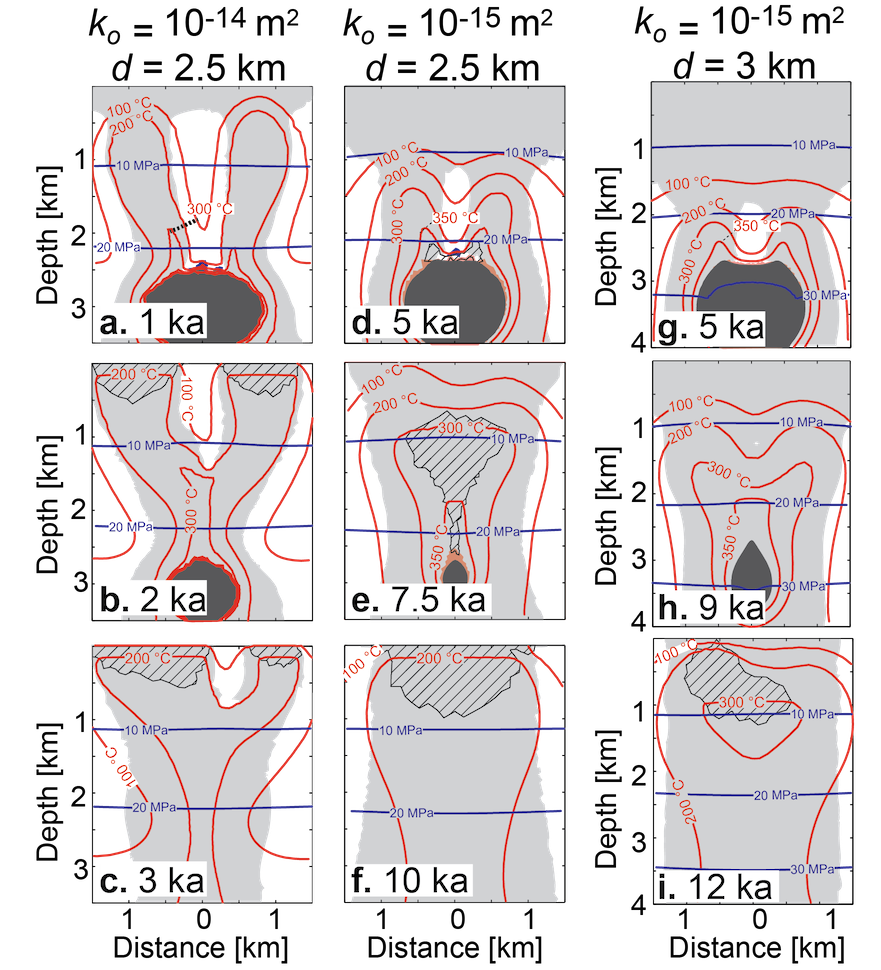 kₒ = 10⁻¹⁴ m² kₒ = 10⁻¹⁵ m² kₒ = 10⁻¹⁵ m²
d = 2.5 km d = 2.5 km d = 3 km
100 °C
200 °C
10 MPa
300 °C
20 MPa
1
2
3
Depth [km]
a. 1 ka
10 MPa
100 °C
200 °C
350 °C
300 °C
20 MPa
d. 5 ka
10 MPa
100 °C
200 °C
20 MPa
350 °C
300 °C
30 MPa
1
2
3
4
Depth [km]
g. 5 ka
200 °C
100 °C
10 MPa
300 °C
20 MPa
1
2
3
Depth [km]
b. 2 ka
100 °C
200 °C
300 °C
10 MPa
20 MPa
350 °C
e. 7.5 ka
100 °C
10 MPa
200 °C
300 °C
20 MPa
350 °C
30 MPa
1
2
3
4
Depth [km]
h. 9 ka
200 °C
10 MPa
100 °C
20 MPa
1
2
3
Depth [km]
c. 3 ka
100 °C
200 °C
10 MPa
20 MPa
f. 10 ka
100 °C
300 °C
10 MPa
20 MPa
200 °C
30 MPa
1
2
3
4
Depth [km]
i. 12 ka
1 0 1 1 0 1 1 0 1
Distance [km] Distance [km] Distance [km]